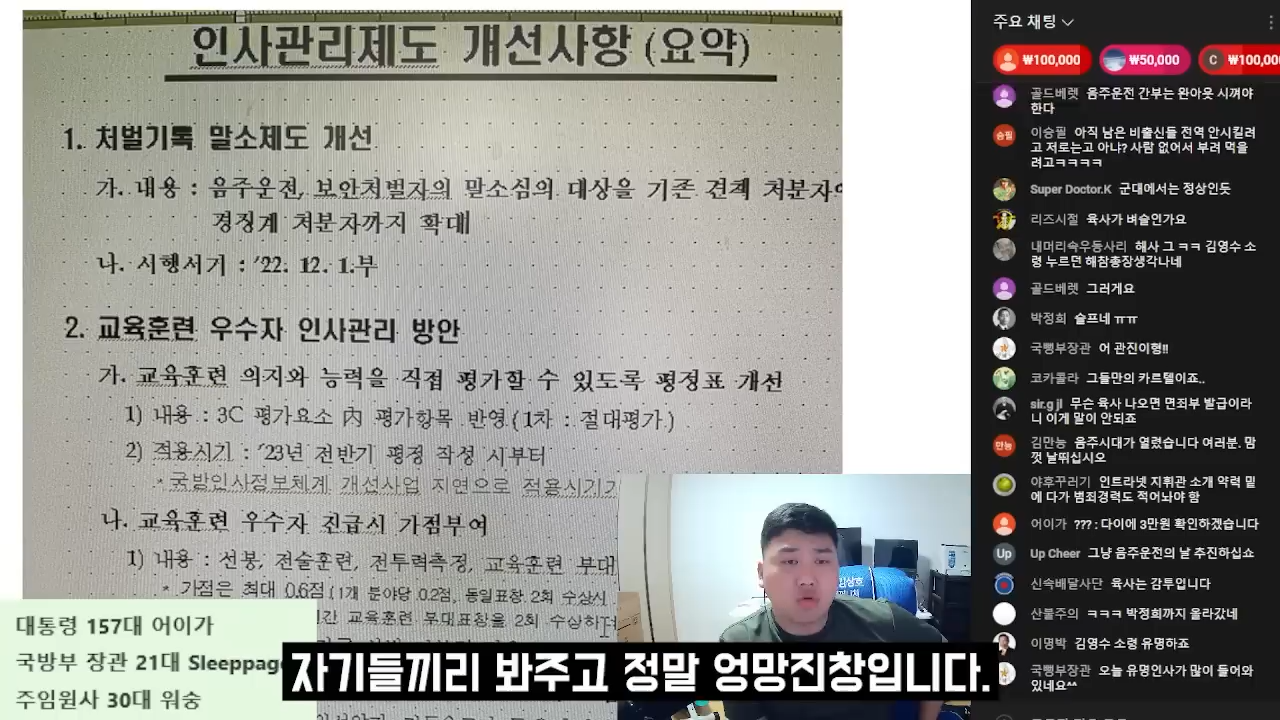 인사관리제도 개선사항(요약)
1. 처벌기록 말소제도 개선
가. 내용 : 음주운전, 보안처벌자의 말소심의 대상을 기존 견책 처분자
경징계 처분자까지 확대
나. 시행시기 : '22. 12. 1.부
2. 교육훈련 우수자 인사관리 방안
가. 교육훈련 의지와 능력을 직접 평가할 수 있도록 평정표 개선
1) 내용 : 3C 평가요소 內 평가항목 반영(1차 : 절대평가)
2) 적용시기 : '23년 전반기 평정 작성 시부터
* 국방인사정보체계 개선사업 지연으로 적용시기가
나. 교육훈련 우수자 진급시 가점부여
1) 내용 : 선봉, 전술훈련, 전투력측정, 교육훈련 부대
* 가점은 최대 0.6점(1개 분야당 0.2점, 동일표창 2회 수상시
간 교육훈련 부대표창을 2회 수상하더
대통령 157대 어이가
국방부 장관 21대 Sleeppage
주임원사 30대 워숭
자기들끼리 봐주고 정말 엉망진창입니다.
주요 채팅
₩100,000 ₩50,000 C ₩100,00
골드베렛 음주운전 간부는 완아웃 시껴야
한다
승필 이승필 아직 남은 비출신들 전역 안시킬려
고 저로는고 아냐? 사람 없어서 부려 먹을
려고ㅋㅋㅋㅋ
Super Doctor.K 군대에서는 정상인듯
리즈시절 육사가 벼슬인가요
내머리속우동사리 해사 그 ㅋㅋ 김영수 소
령 누르던 해참총장생각나네
골드베렛 그러게요
박정희 슬프네 ㅠㅠ
국뻥부장관 어 관진이형!!
코카콜라 그들만의 카르텔이죠..
sir.g jl 무슨 육사 나오면 면죄부 발급이라
니 이게 말이 안되죠
만능 김만능 음주시대가 열렸습니다 여러분. 맘
껏 날뛰십시오
야후꾸러기 인트라넷 지휘관 소개 약력 밑
에 다가 범죄경력도 적어놔야 함
어이가 ??? : 다이에 3만원 확인하겠습니다
Up Up Cheer 그냥 음주운전의 날 추진하십쇼
신속배달사단 육사는 감투입니다
산불주의 ㅋㅋㅋ 박정희까지 올라갔네
이명박 김영수 소령 유명하죠
국뻥부장관 오늘 유명인사가 많이 들어와
있네요^^